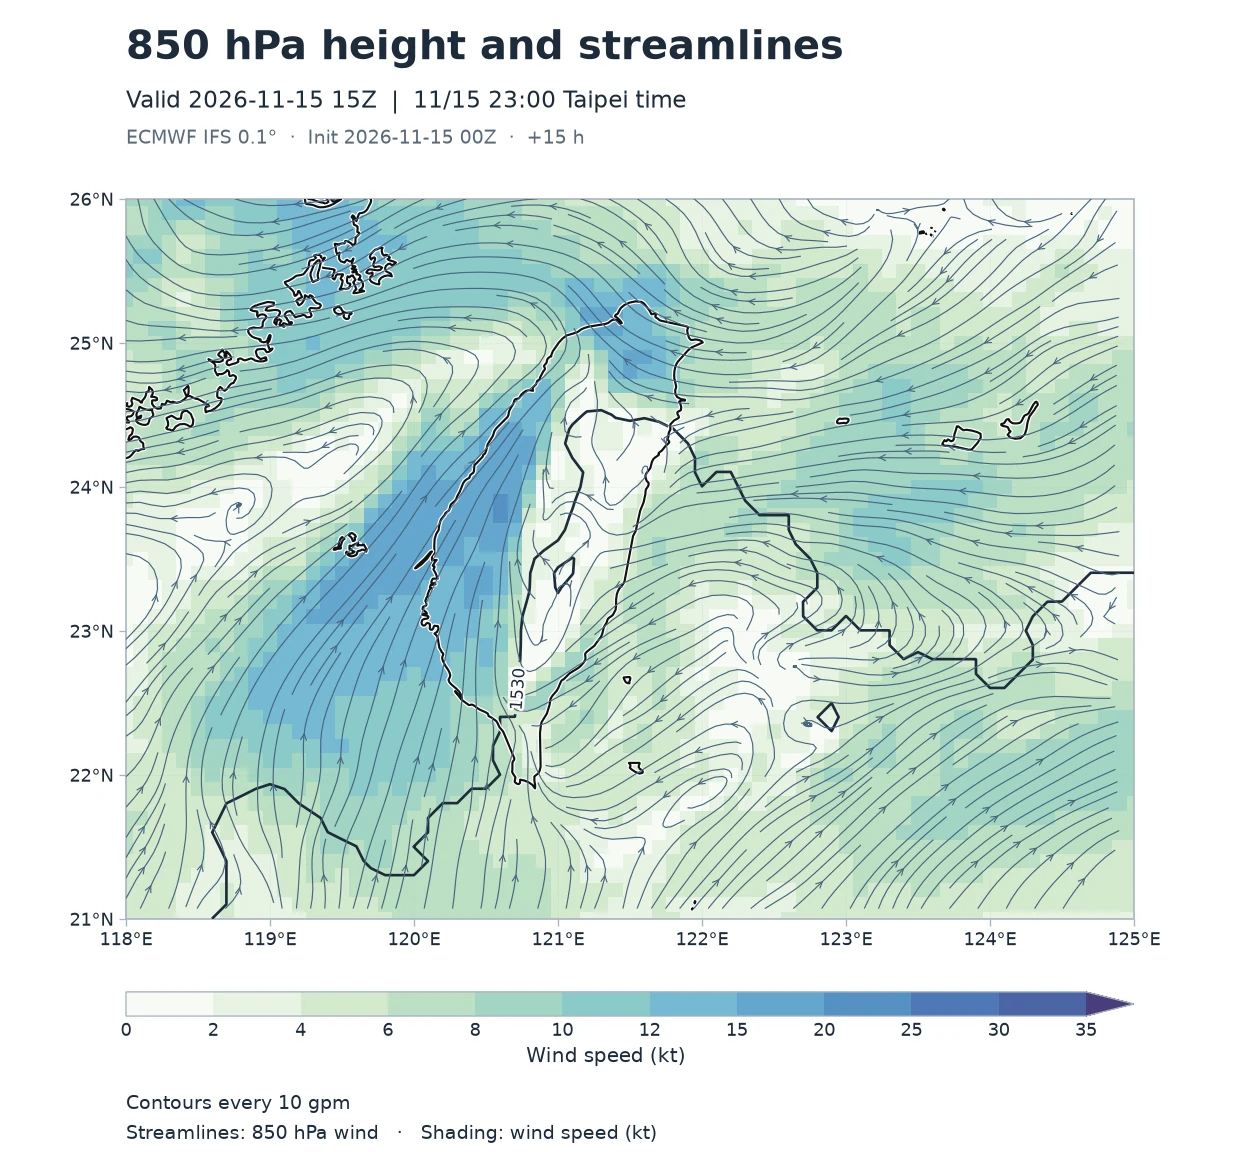 850 hPa height and streamlines
Valid 2026-11-15 15Z | 11/15 23:00 Taipei time
ECMWF IFS 0.1° · Init 2026-11-15 00Z · +15 h
26°N
25°N
24°N
23°N
22°N
21°N
1530
118°E 119°E 120°E 121°E 122°E 123°E 124°E 125°E
0 2 4 6 8 10 12 15 20 25 30 35
Wind speed (kt)
Contours every 10 gpm
Streamlines: 850 hPa wind · Shading: wind speed (kt)